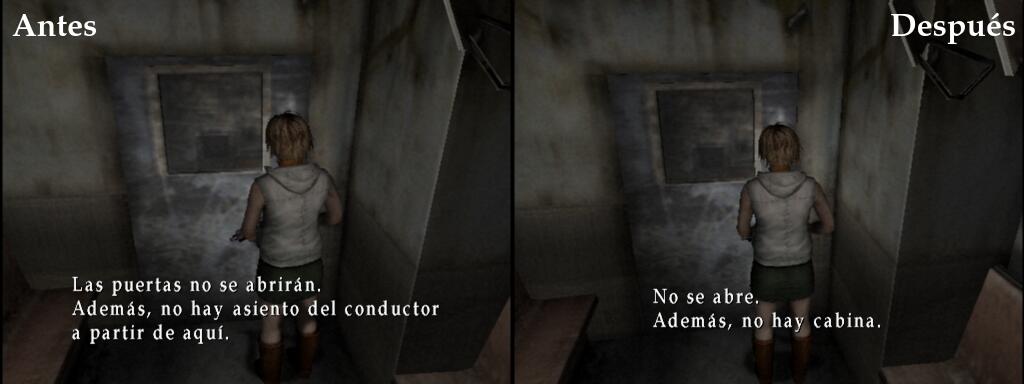 Antes
Las puertas no se abrirán.
Además, no hay asiento del conductor
a partir de aquí.
Después
No se abre.
Además, no hay cabina.